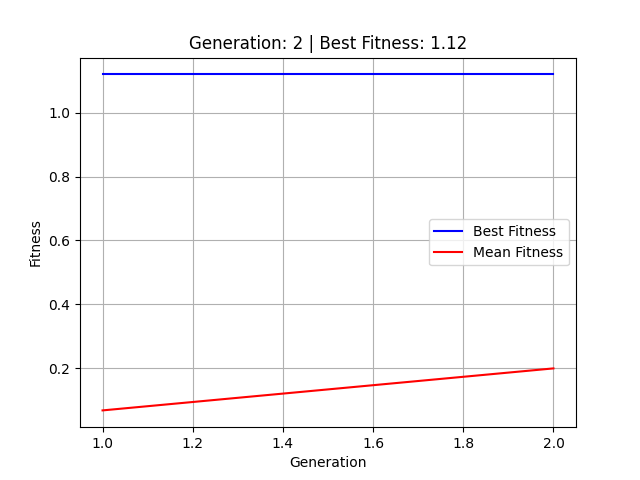 Generation: 2 | Best Fitness: 1.12
Fitness
1.0
0.8
0.6
0.4
0.2
Best Fitness
Mean Fitness
1.0 1.2 1.4 1.6 1.8 2.0
Generation